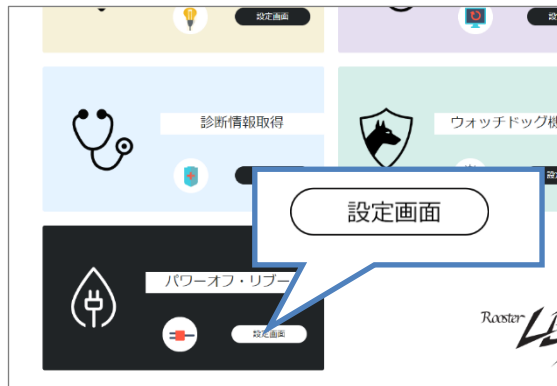 設定画面
診断情報取得
ウォッチドッグ
設定画面
パワーオフ・リブー
設定画面
Rooster